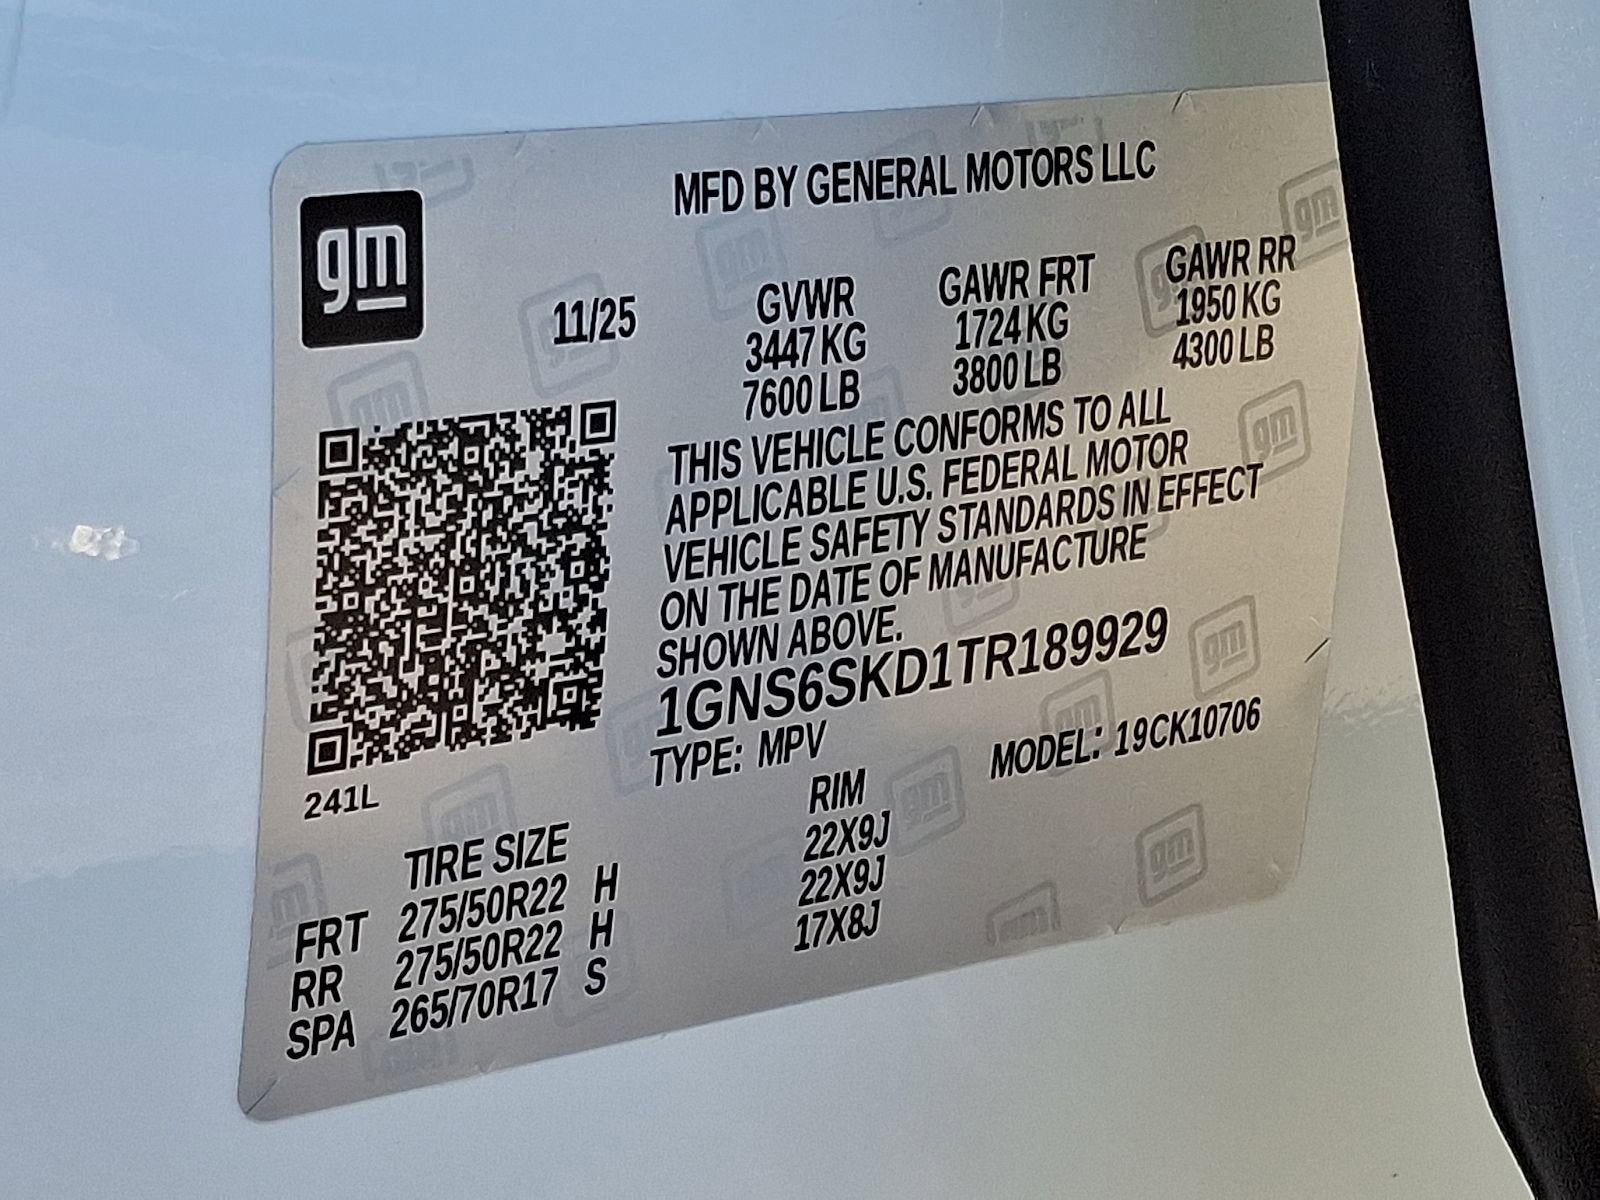 gm
MFD BY GENERAL MOTORS LLC
11/25 GVWR GAWR FRT GAWR RR
3447 KG 1724 KG 1950 KG
7600 LB 3800 LB 4300 LB
THIS VEHICLE CONFORMS TO ALL
APPLICABLE U.S. FEDERAL MOTOR
VEHICLE SAFETY STANDARDS IN EFFECT
ON THE DATE OF MANUFACTURE
SHOWN ABOVE.
1GNS6SKD1TR189929
TYPE: MPV MODEL: 19CK10706
241L
TIRE SIZE RIM
FRT 275/50R22 H 22X9J
RR 275/50R22 H 22X9J
SPA 265/70R17 S 17X8J